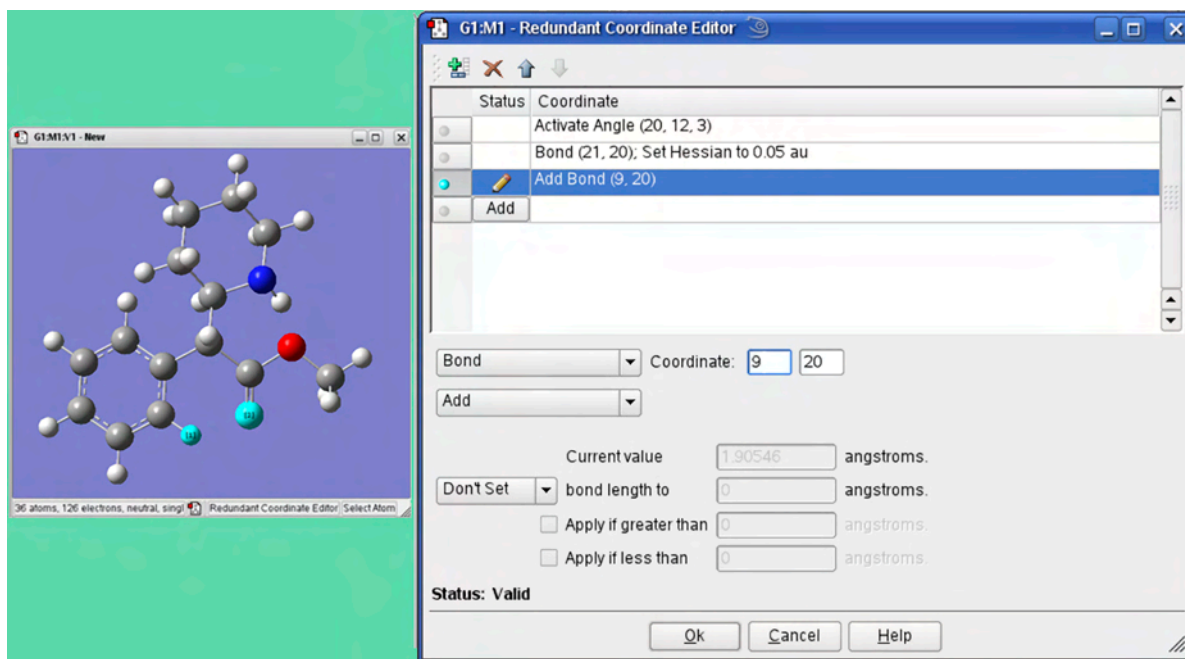 G1:M1 - Redundant Coordinate Editor
Status Coordinate
Activate Angle (20, 12, 3)
Bond (21, 20); Set Hessian to 0.05 au
Add Bond (9, 20)
Add
Bond Coordinate: 9 20
Add
Current value 1.90546 angstroms.
Don't Set bond length to 0 angstroms.
Apply if greater than 0 angstroms.
Apply if less than 0 angstroms.
Status: Valid
Ok Cancel Help
G1:M1:V1 - New
36 atoms, 126 electrons, neutral, singl Redundant Coordinate Editor Select Atom